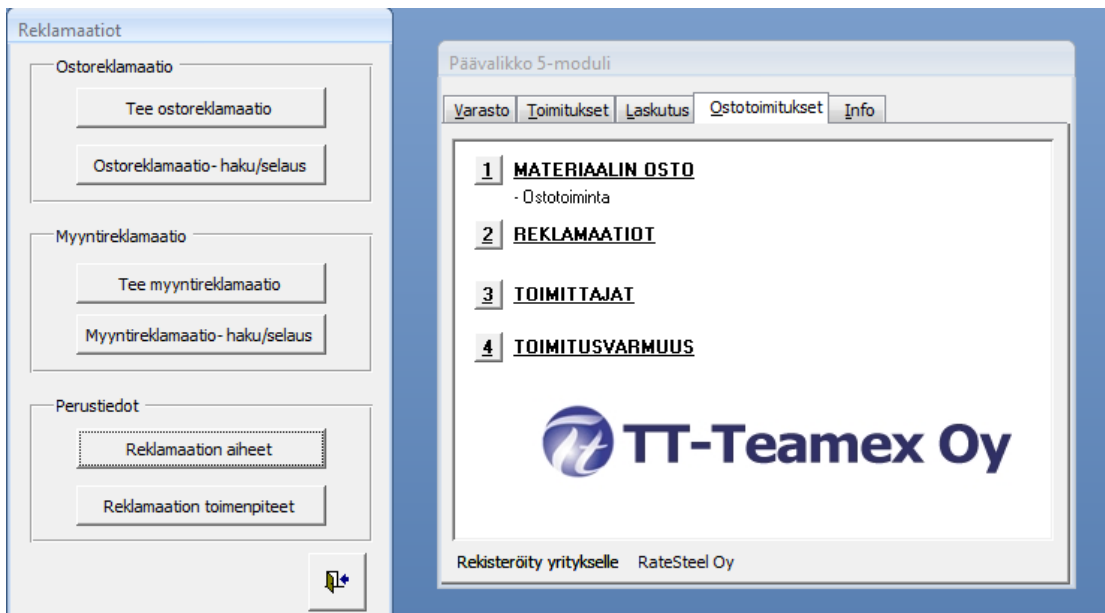 Reklamaatiot
Ostoreklamaatio
Tee ostoreklamaatio
Ostoreklamaatio- haku/selaus
Myyntireklamaatio
Tee myyntireklamaatio
Myyntireklamaatio- haku/selaus
Perustiedot
Reklamaation aiheet
Reklamaation toimenpiteet
Päävalikko 5-moduli
Varasto Toimitukset Laskutus Ostotoimitukset Info
1 MATERIAALIN OSTO
- Ostotoiminta
2 REKLAMAATIOT
3 TOIMITTAJAT
4 TOIMITUSVARMUUS
tt TT-Teamex Oy
Rekisteröity yritykselle RateSteel Oy